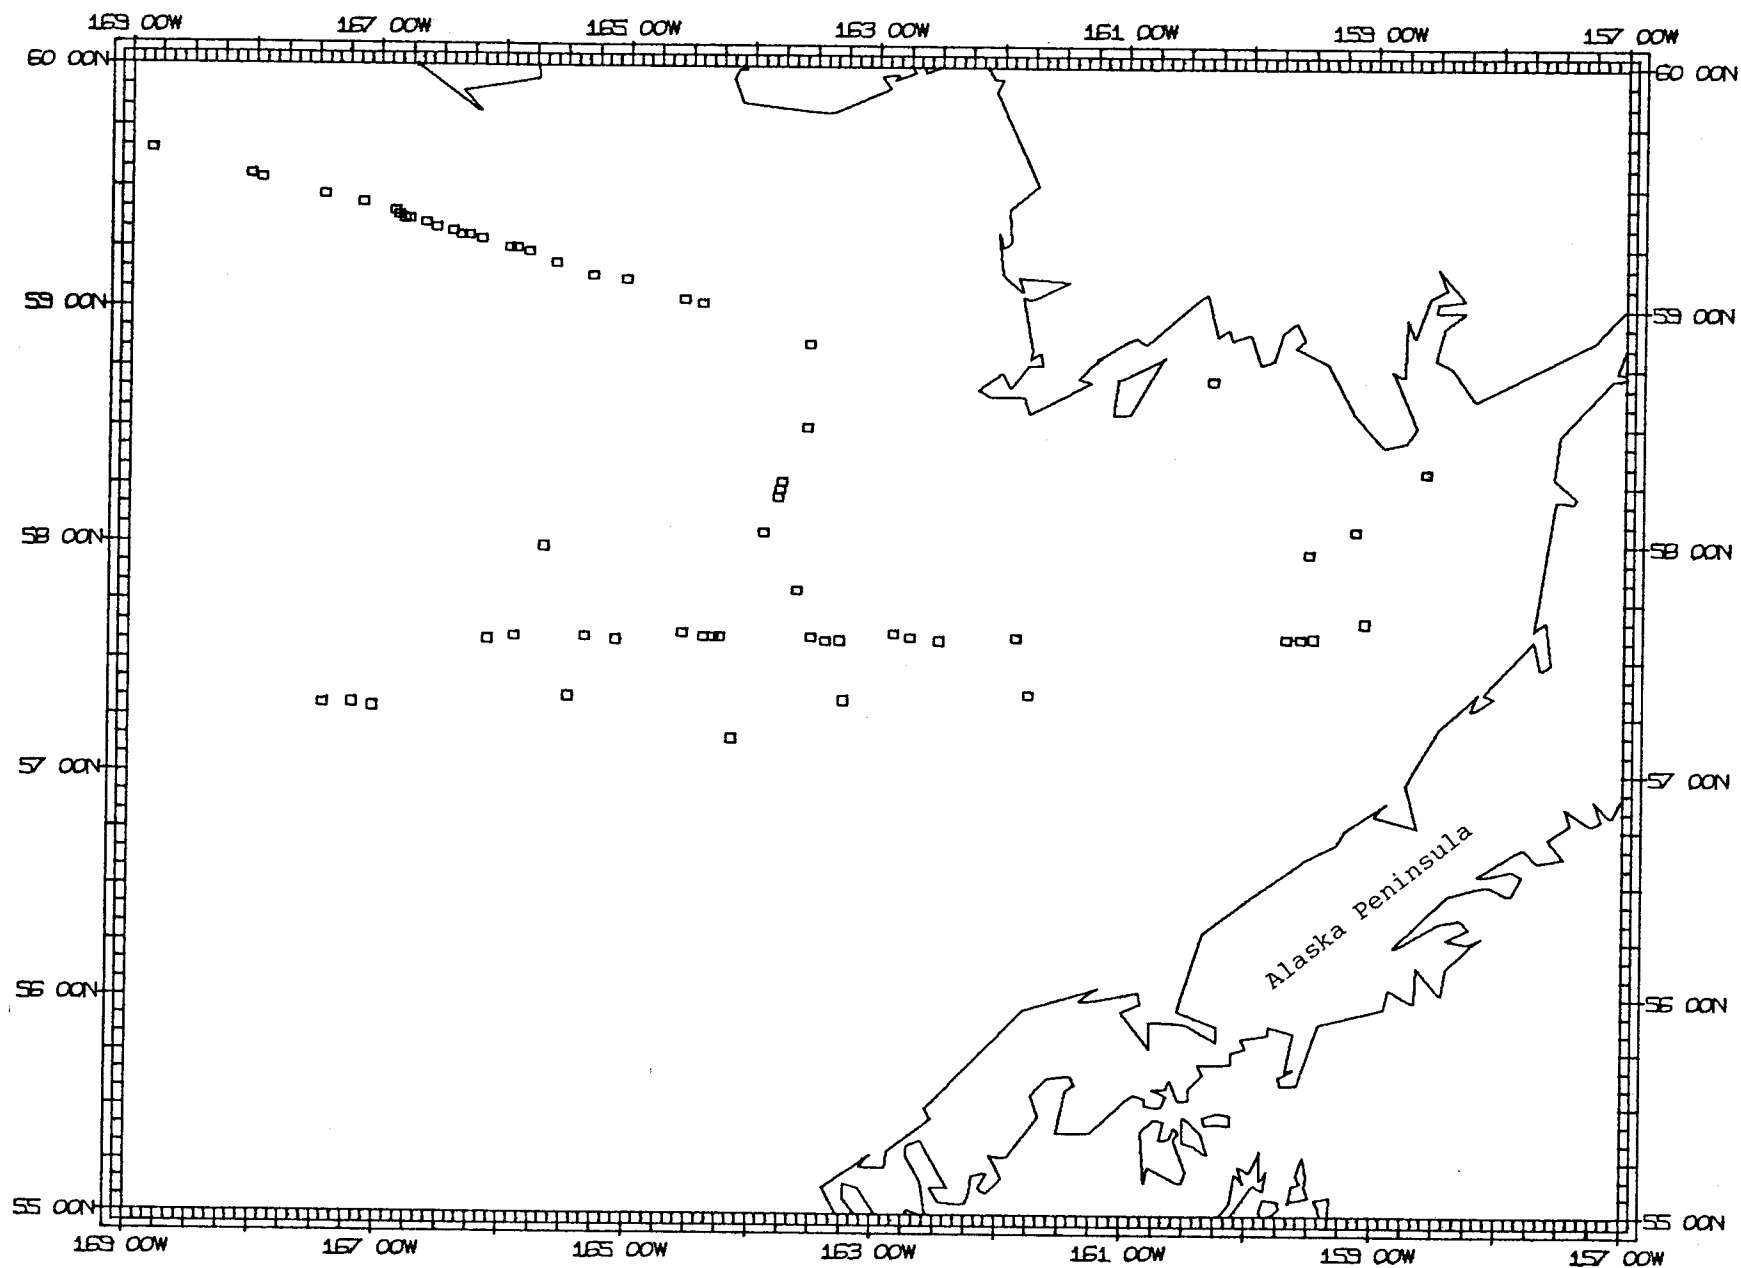 169 00W 167 00W 165 00W 163 00W 161 00W 159 00W 157 00W
60 00N 60 00N
59 00N 59 00N
58 00N 58 00N
57 00N 57 00N
Alaska Peninsula
56 00N 56 00N
55 00N 55 00N
169 00W 167 00W 165 00W 163 00W 161 00W 159 00W 157 00W